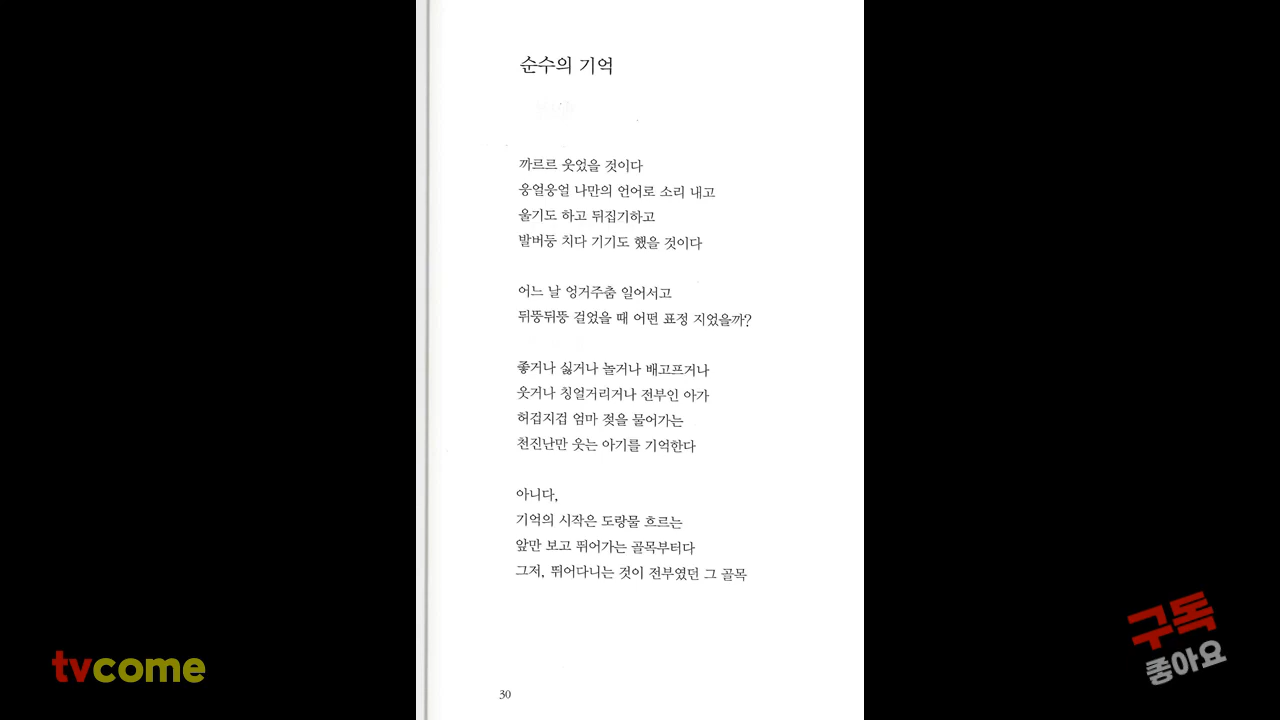 순수의 기억
까르르 웃었을 것이다
웅얼웅얼 나만의 언어로 소리 내고
울기도 하고 뒤집기하고
발버둥 치다 기기도 했을 것이다
어느 날 엉거주춤 일어서고
뒤뚱뒤뚱 걸었을 때 어떤 표정 지었을까?
좋거나 싫거나 놀거나 배고프거나
웃거나 칭얼거리거나 전부인 아가
허겁지겁 엄마 젖을 물어가는
천진난만 웃는 아기를 기억한다
아니다,
기억의 시작은 도랑물 흐르는
앞만 보고 뛰어가는 골목부터다
그저, 뛰어다니는 것이 전부였던 그 골목
30
tvcome
구독
좋아요